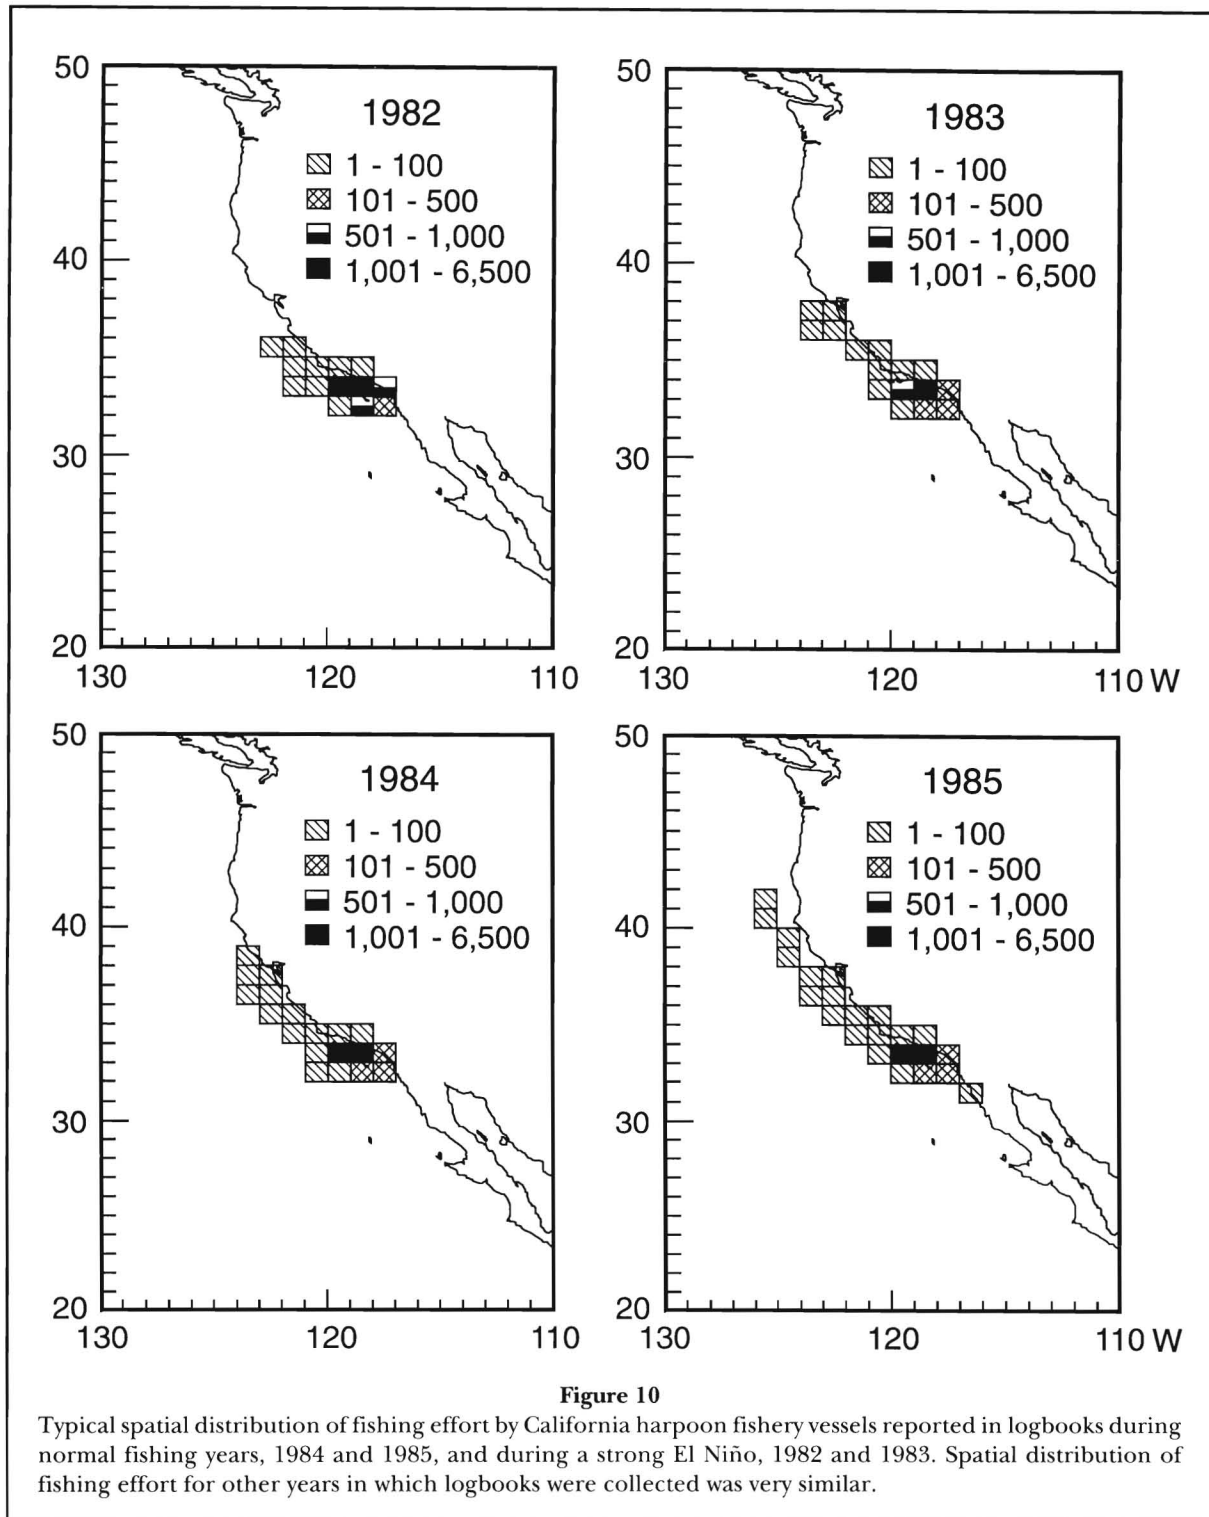 50
1982
1 - 100
101 - 500
501 - 1,000
1,001 - 6,500
40
30
20
130
120
110
50
1983
1 - 100
101 - 500
501 - 1,000
1,001 - 6,500
40
30
20
130
120
110 W
50
1984
1 - 100
101 - 500
501 - 1,000
1,001 - 6,500
40
30
20
130
120
110
50
1985
1 - 100
101 - 500
501 - 1,000
1,001 - 6,500
40
30
20
130
120
110 W
Figure 10
Typical spatial distribution of fishing effort by California harpoon fishery vessels reported in logbooks during
normal fishing years, 1984 and 1985, and during a strong El Niño, 1982 and 1983. Spatial distribution of
fishing effort for other years in which logbooks were collected was very similar.